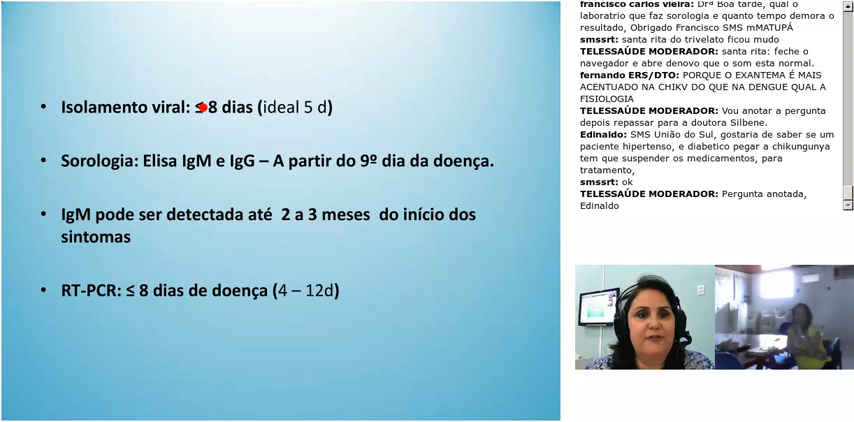 • Isolamento viral: ≤ 8 dias (ideal 5 d)
• Sorologia: Elisa IgM e IgG – A partir do 9º dia da doença.
• IgM pode ser detectada até 2 a 3 meses do início dos
sintomas
• RT-PCR: ≤ 8 dias de doença (4 – 12d)
francisco carlos vieira: Drª Boa tarde, qual o
laboratrio que faz sorologia e quanto tempo demora o
resultado, Obrigado Francisco SMS mMATUPÁ
smssrt: santa rita do trivelato ficou mudo
TELESSAÚDE MODERADOR: santa rita: feche o
navegador e abre denovo que o som esta normal.
fernando ERS/DTO: PORQUE O EXANTEMA É MAIS
ACENTUADO NA CHIKV DO QUE NA DENGUE QUAL A
FISIOLOGIA
TELESSAÚDE MODERADOR: Vou anotar a pergunta
depois repassar para a doutora Silbene.
Edinaldo: SMS União do Sul, gostaria de saber se um
paciente hipertenso, e diabetico pegar a chikungunya
tem que suspender os medicamentos, para
tratamento,
smssrt: ok
TELESSAÚDE MODERADOR: Pergunta anotada,
Edinaldo